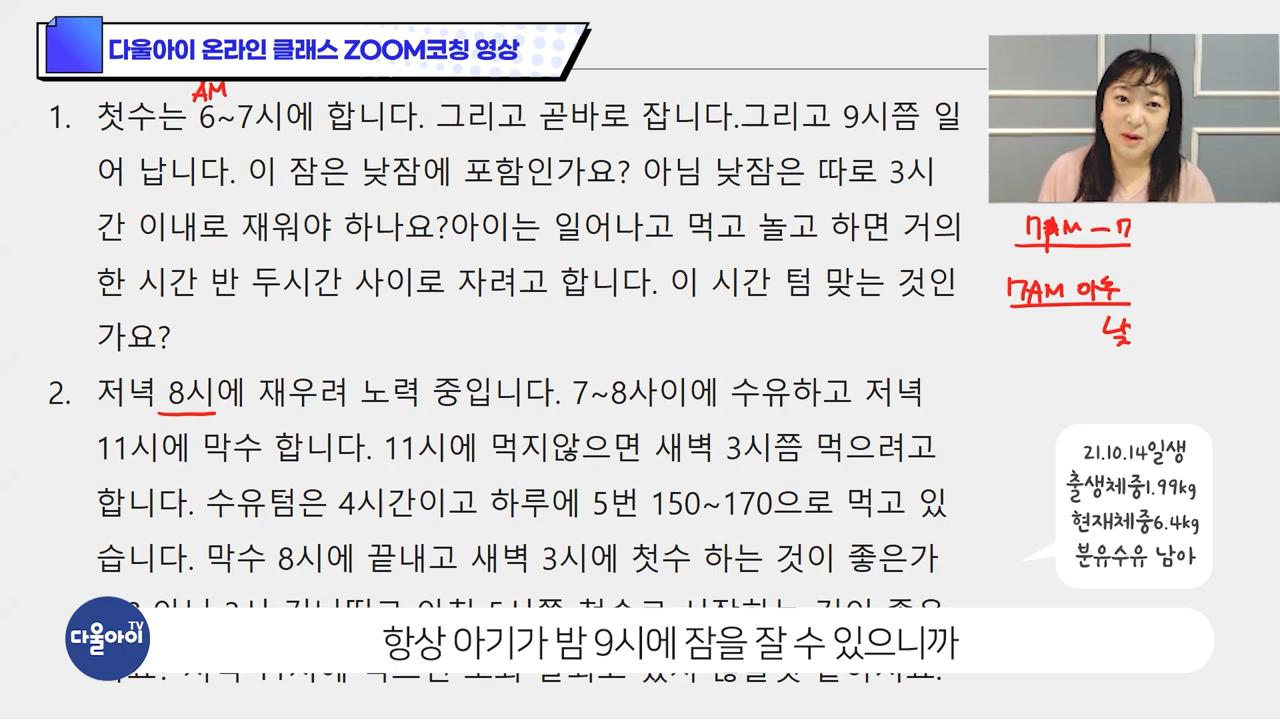 다울아이 온라인 클래스 ZOOM코칭 영상
AM
1. 첫수는 6~7시에 합니다. 그리고 곧바로 잡니다.그리고 9시쯤 일
어 납니다. 이 잠은 낮잠에 포함인가요? 아님 낮잠은 따로 3시
간 이내로 재워야 하나요?아이는 일어나고 먹고 놀고 하면 거의
한 시간 반 두시간 사이로 자려고 합니다. 이 시간 텀 맞는 것인
가요?
7AM - 7
7AM 아두
낮
2. 저녁 8시에 재우려 노력 중입니다. 7~8사이에 수유하고 저녁
11시에 막수 합니다. 11시에 먹지않으면 새벽 3시쯤 먹으려고
합니다. 수유텀은 4시간이고 하루에 5번 150~170으로 먹고 있
습니다. 막수 8시에 끝내고 새벽 3시에 첫수 하는 것이 좋은가
21.10.14일생
출생체중1.99kg
현재체중6.4kg
분유수유 남아
다울아이 TV
항상 아기가 밤 9시에 잠을 잘 수 있으니까